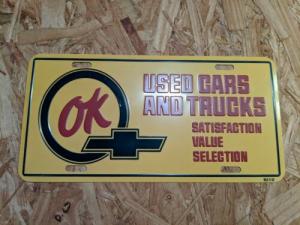 OK
USED CARS
AND TRUCKS
SATISFACTION
VALUE
SELECTION